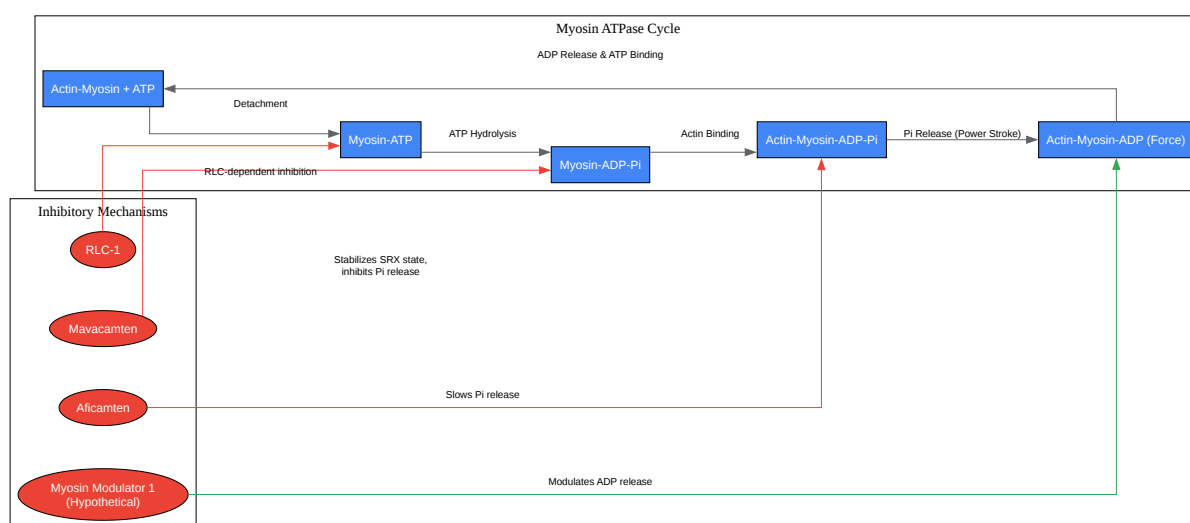 Myosin ATPase Cycle
ADP Release & ATP Binding
Actin-Myosin + ATP
Detachment
Myosin-ATP
ATP Hydrolysis
Myosin-ADP-Pi
Actin Binding
Actin-Myosin-ADP-Pi
Pi Release (Power Stroke)
Actin-Myosin-ADP (Force)
RLC-dependent inhibition
Inhibitory Mechanisms
RLC-1
Stabilizes SRX state,
inhibits Pi release
Mavacamten
Aficamten
Slows Pi release
Myosin Modulator 1
(Hypothetical)
Modulates ADP release